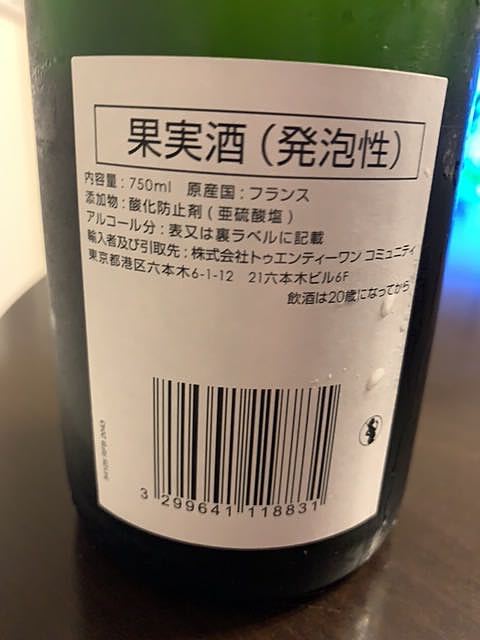 果実酒（発泡性）
内容量：750ml 原産国：フランス
添加物：酸化防止剤（亜硫酸塩）
アルコール分：表又は裏ラベルに記載
輸入者及び引取先：株式会社トゥエンティーワン コミュニティ
東京都港区六本木6-1-12 21六本木ビル6F
飲酒は20歳になってから
3 299641 118831